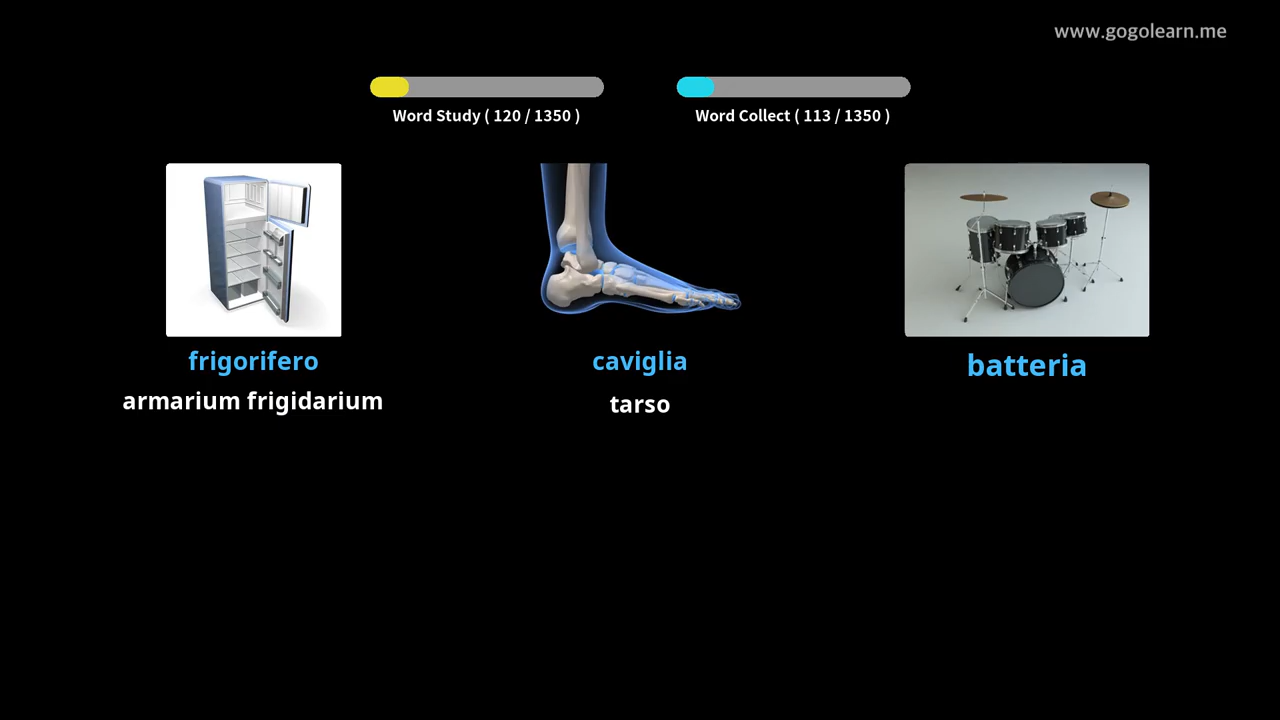 www.gogolearn.me
Word Study ( 120 / 1350 )
Word Collect ( 113 / 1350 )
frigorifero
caviglia
batteria
armarium frigidarium
tarso